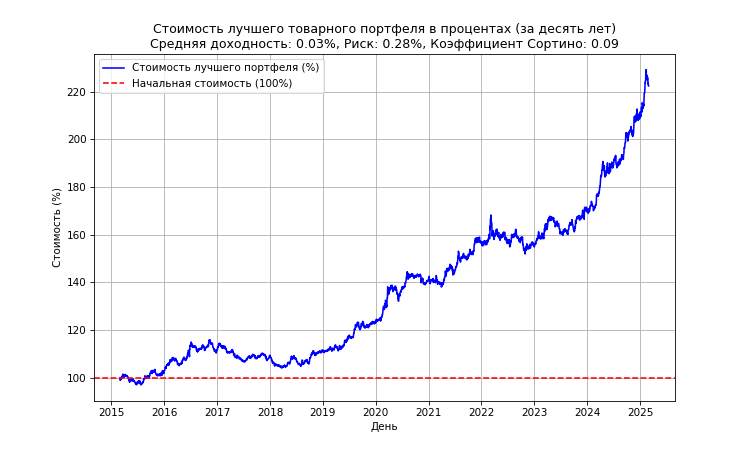 Стоимость лучшего товарного портфеля в процентах (за десять лет)
Средняя доходность: 0.03%, Риск: 0.28%, Коэффициент Сортино: 0.09
Стоимость лучшего портфеля (%)
Начальная стоимость (100%)
Стоимость (%)
220
200
180
160
140
120
100
2015 2016 2017 2018 2019 2020 2021 2022 2023 2024 2025
День